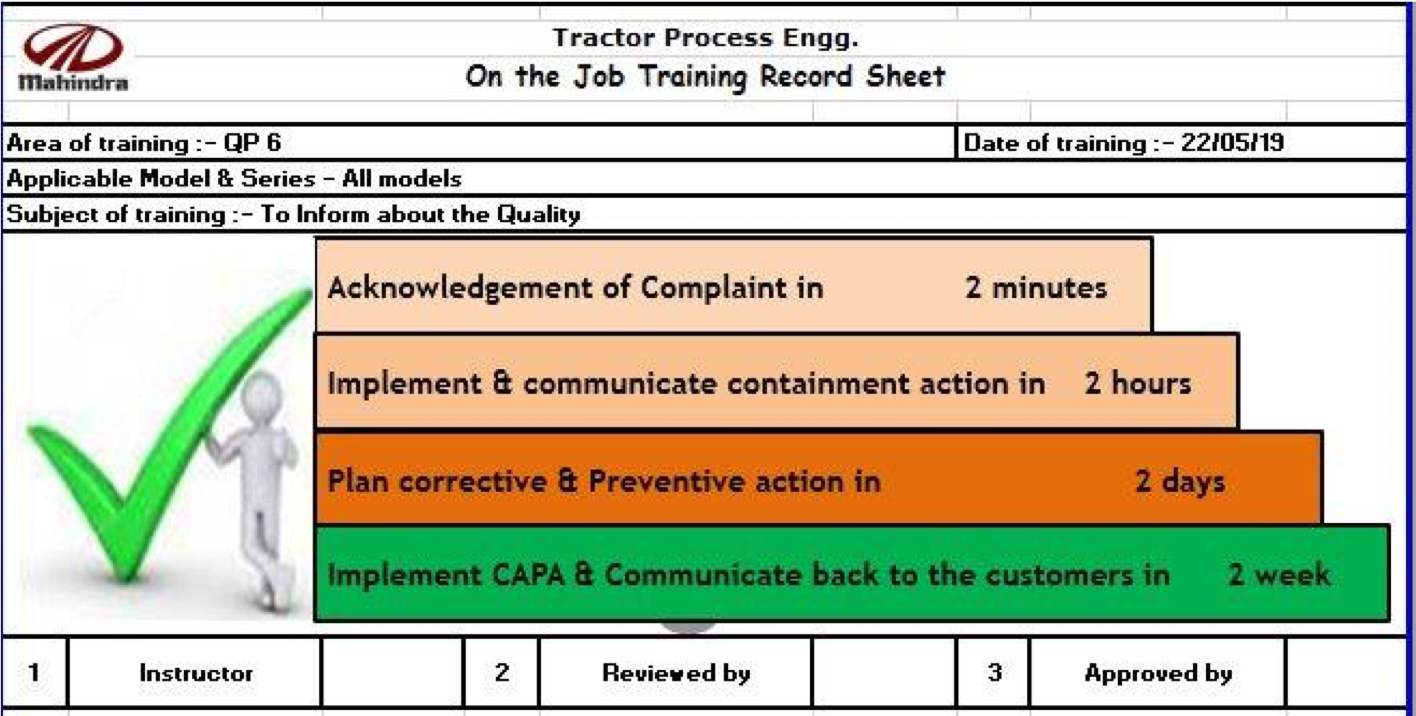 Tractor Process Engg.
Mahindra
On the Job Training Record Sheet
Area of training :- QP 6 Date of training :- 22/05/19
Applicable Model & Series - All models
Subject of training :- To Inform about the Quality
Acknowledgement of Complaint in 2 minutes
Implement & communicate containment action in 2 hours
Plan corrective & Preventive action in 2 days
Implement CAPA & Communicate back to the customers in 2 week
1 Instructor 2 Reviewed by 3 Approved by